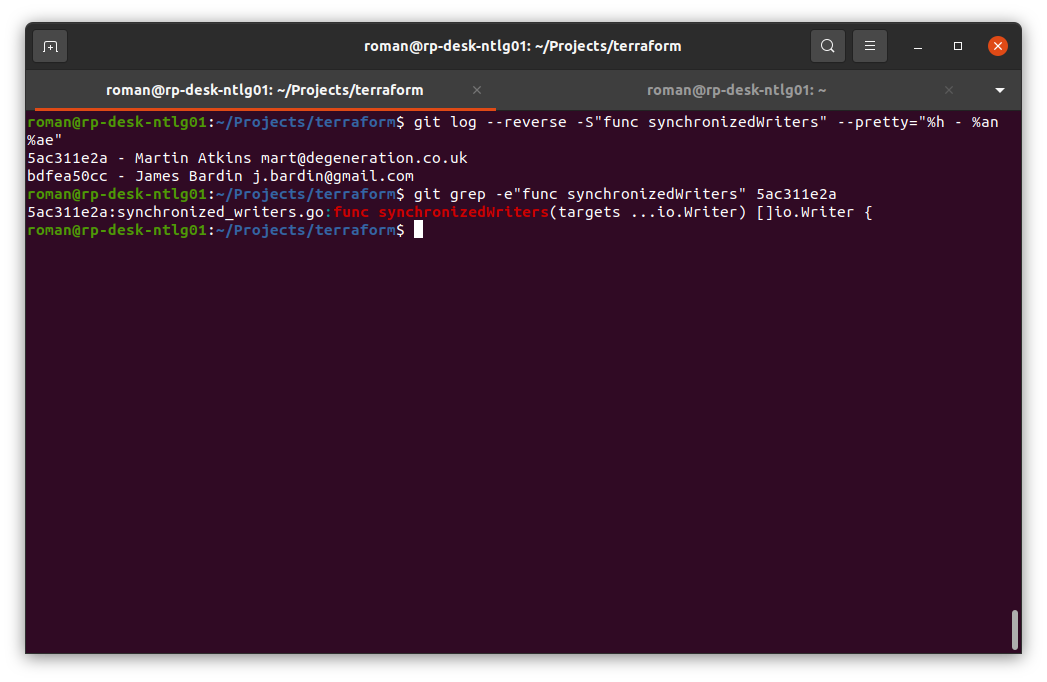 roman@rp-desk-ntlg01: ~/Projects/terraform
roman@rp-desk-ntlg01: ~/Projects/terraform
roman@rp-desk-ntlg01: ~
roman@rp-desk-ntlg01:~/Projects/terraform$ git log --reverse -S"func synchronizedWriters" --pretty="%h - %an
%ae"
5ac311e2a - Martin Atkins mart@degeneration.co.uk
bdfea50cc - James Bardin j.bardin@gmail.com
roman@rp-desk-ntlg01:~/Projects/terraform$ git grep -e"func synchronizedWriters" 5ac311e2a
5ac311e2a:synchronized_writers.go:func synchronizedWriters(targets ...io.Writer) []io.Writer {
roman@rp-desk-ntlg01:~/Projects/terraform$